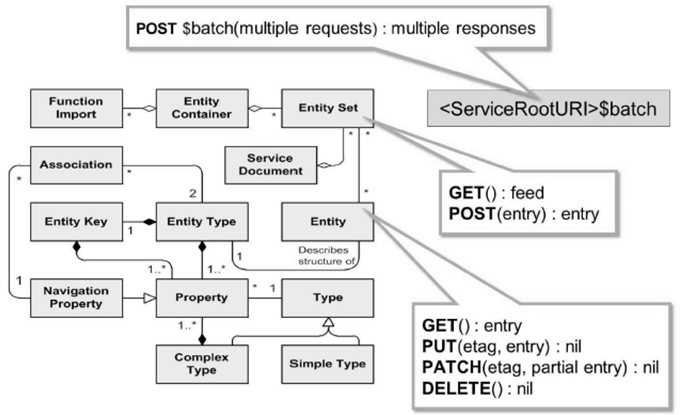 POST $batch(multiple requests) : multiple responses
<ServiceRootURI>$batch
Function
Import
*
Entity
Container
*
Entity Set
*
*
Service
Document
GET() : feed
POST(entry) : entry
Association
*
*
2
Entity Key
1
Entity Type
*
Entity
Describes
structure of
1
1..*
1..*
1
Navigation
Property
Property
*
1
Type
1..*
Complex
Type
Simple Type
GET() : entry
PUT(etag, entry) : nil
PATCH(etag, partial entry) : nil
DELETE() : nil